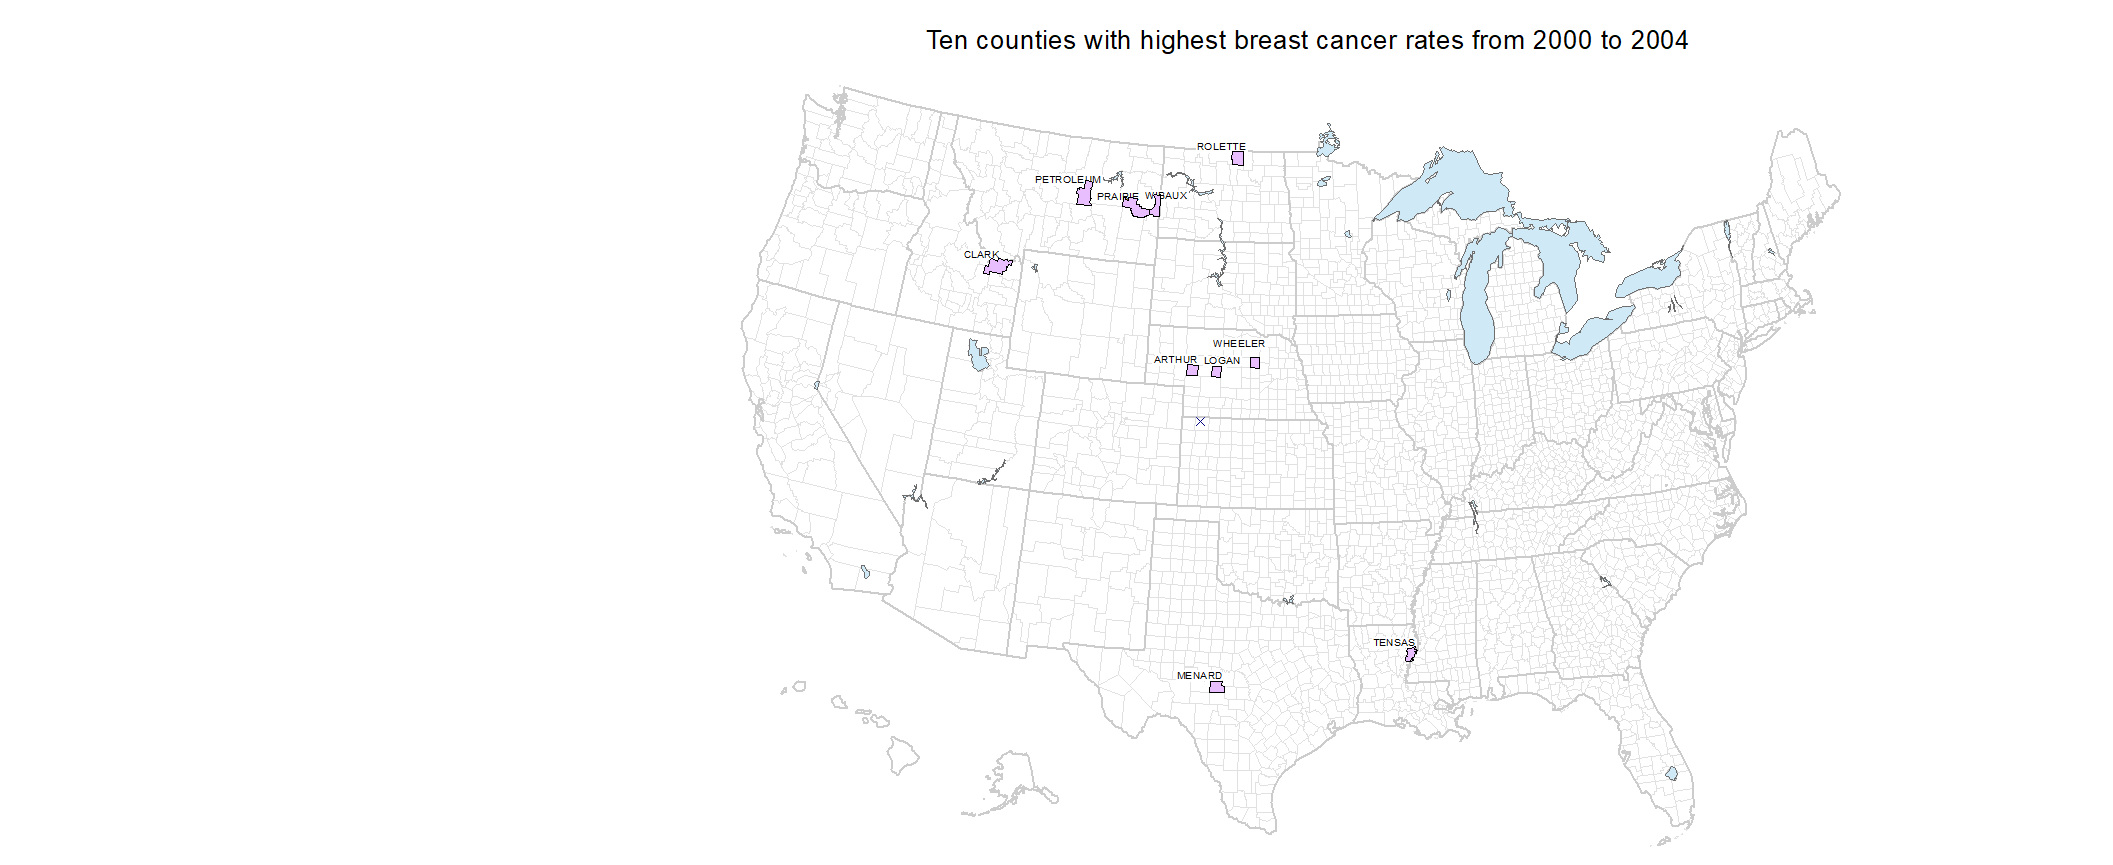 Ten counties with highest breast cancer rates from 2000 to 2004
ROLETTE
PETROLEUM
PRAIRIE
WIBAUX
CLARK
WHEELER
ARTHUR
LOGAN
TENSAS
MENARD